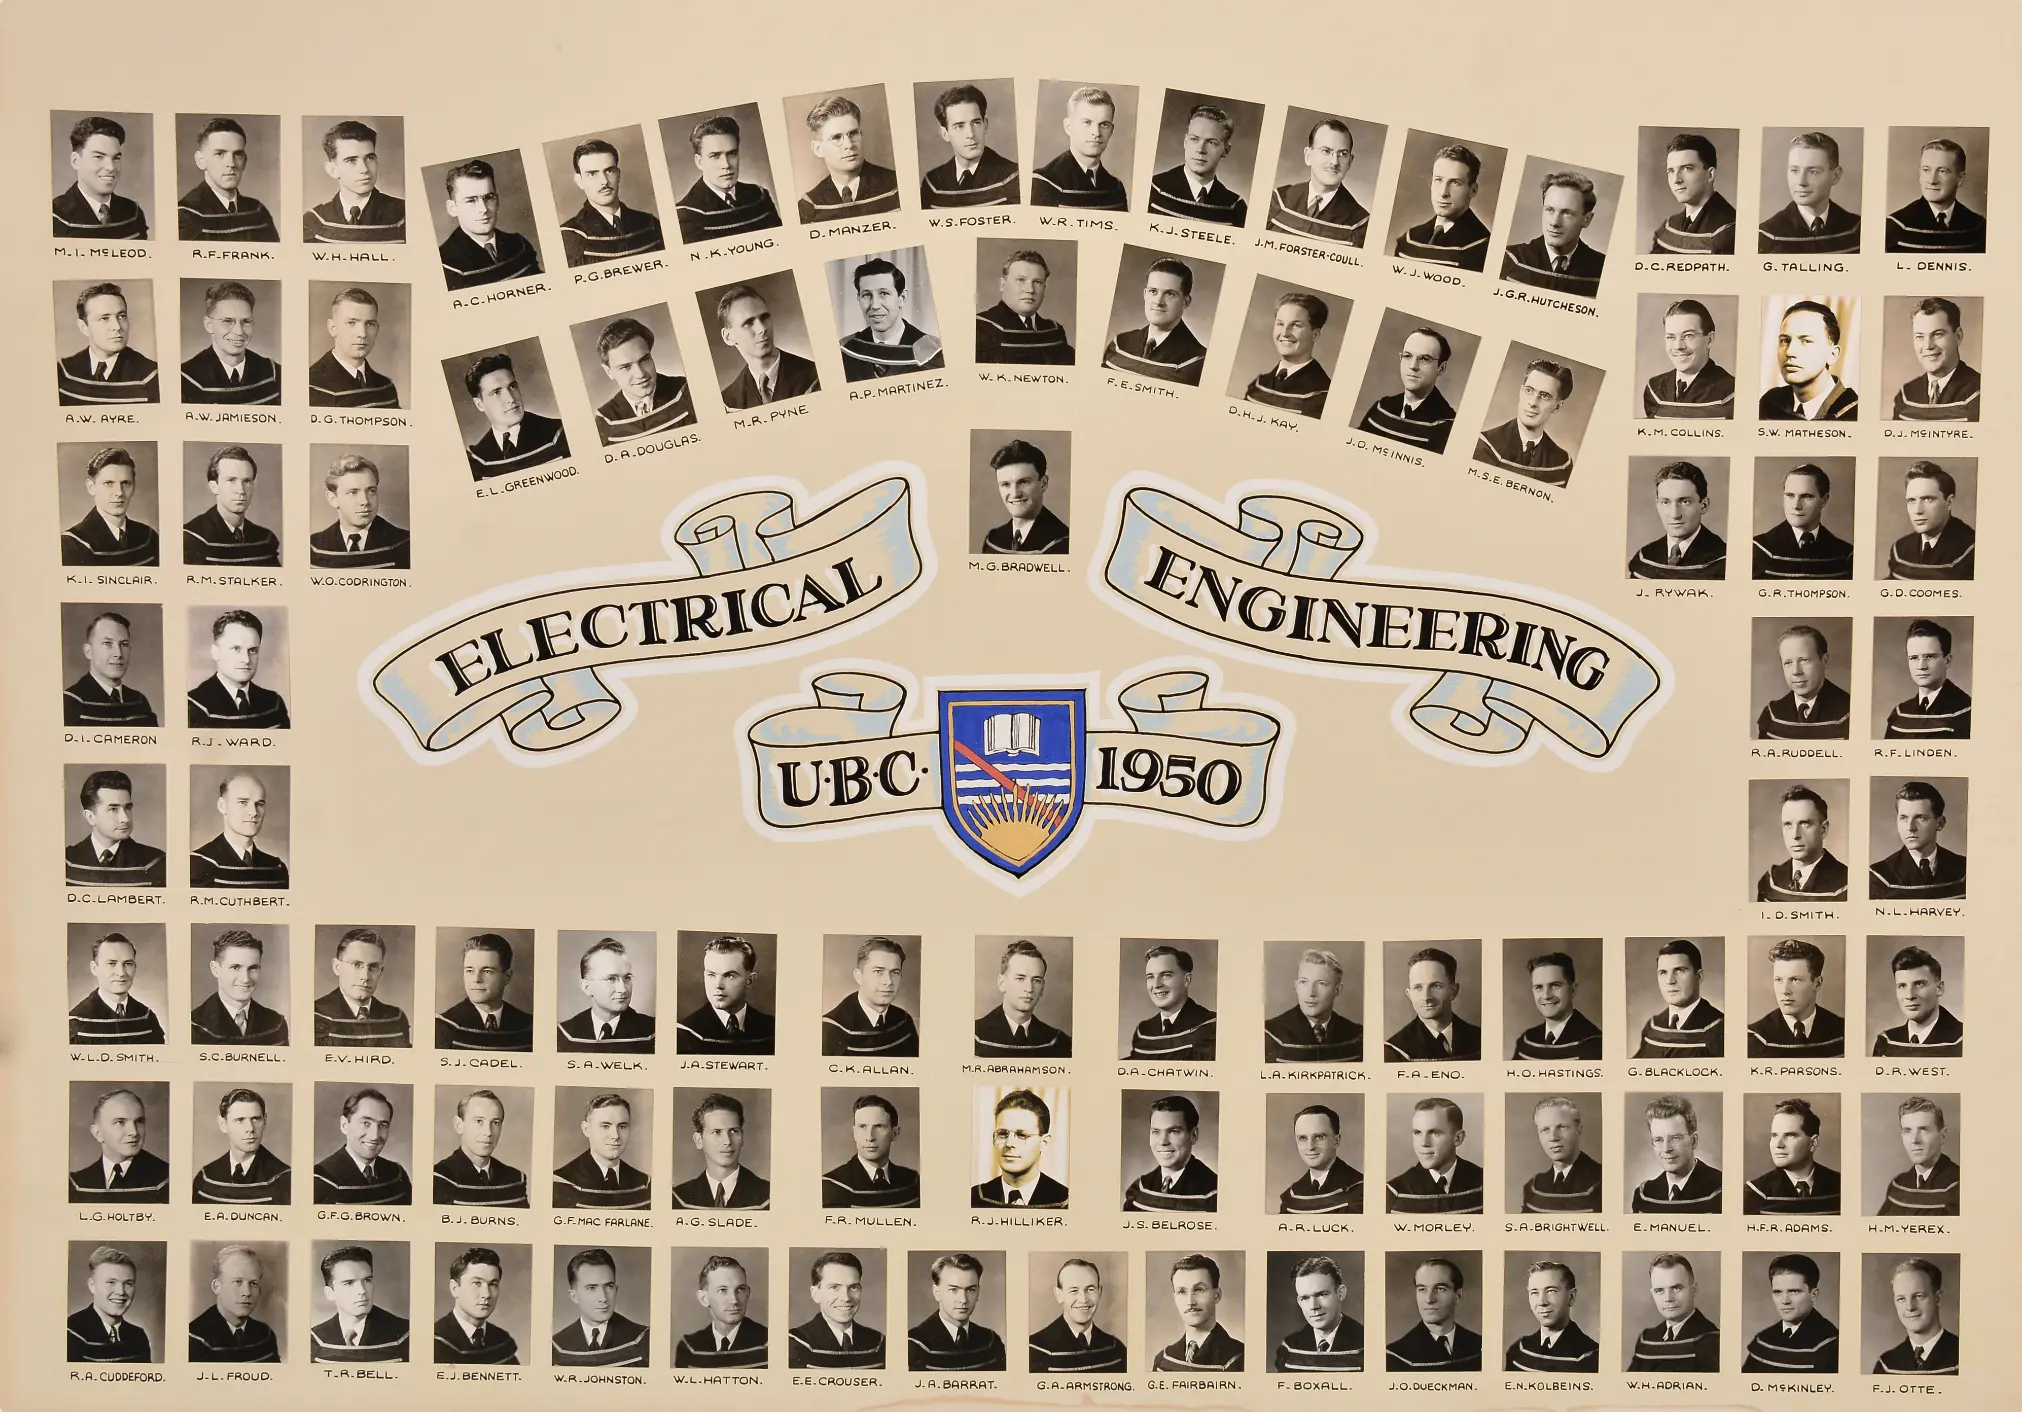 M.I. McLEOD.
R.F. FRANK.
W.H. HALL.
A.C. HORNER.
P.G. BREWER.
N.K. YOUNG.
D. MANZER.
W.S. FOSTER.
W.R. TIMS.
K.J. STEELE.
J.M. FORSTER-COULL.
W.J. WOOD.
J.G.R. HUTCHESON.
D.C. REDPATH.
G. TALLING.
L. DENNIS.
A.W. AYRE.
A.W. JAMIESON.
D.G. THOMPSON.
E.L. GREENWOOD.
D.A. DOUGLAS.
M.R. PYNE
A.P. MARTINEZ.
W.K. NEWTON.
F.E. SMITH.
D.H.J. KAY.
J.D. McINNIS.
M.S.E. BERNON.
K.M. COLLINS.
S.W. MATHESON.
D.J. McINTYRE.
K.I. SINCLAIR.
R.M. STALKER.
W.O. CODRINGTON.
M.G. BRADWELL.
J. RYWAK.
G.R. THOMPSON.
G.D. COOMES.
ELECTRICAL
ENGINEERING
D.I. CAMERON
R.J. WARD.
R.A. RUDDELL.
R.F. LINDEN.
U.B.C. 1950
D.C. LAMBERT.
R.M. CUTHBERT.
I.D. SMITH.
N.L. HARVEY.
W.L.D. SMITH.
S.C. BURNELL.
E.V. HIRD.
S.J. CADEL.
S.A. WELK.
J.A. STEWART.
C.K. ALLAN.
M.R. ABRAHAMSON.
D.A. CHATWIN.
L.A. KIRKPATRICK.
F.A. ENO.
H.O. HASTINGS.
G. BLACKLOCK.
K.R. PARSONS.
D.R. WEST.
L.G. HOLTBY.
E.A. DUNCAN.
G.F.G. BROWN.
B.J. BURNS.
G.F. MAC FARLANE.
A.G. SLADE.
F.R. MULLEN.
R.J. HILLIKER.
J.S. BELROSE.
A.R. LUCK.
W. MORLEY.
S.A. BRIGHTWELL.
E. MANUEL.
H.F.R. ADAMS.
H.M. YEREX.
R.A. CUDDEFORD.
J.L. FROUD.
T.R. BELL.
E.J. BENNETT.
W.R. JOHNSTON.
W.L. HATTON.
E.E. CROUSER.
J.A. BARRAT.
G.A. ARMSTRONG.
G.E. FAIRBAIRN.
F. BOXALL.
J.O. DUECKMAN.
E.N. KOLBEINS.
W.H. ADRIAN.
D. McKINLEY.
F.J. OTTE.